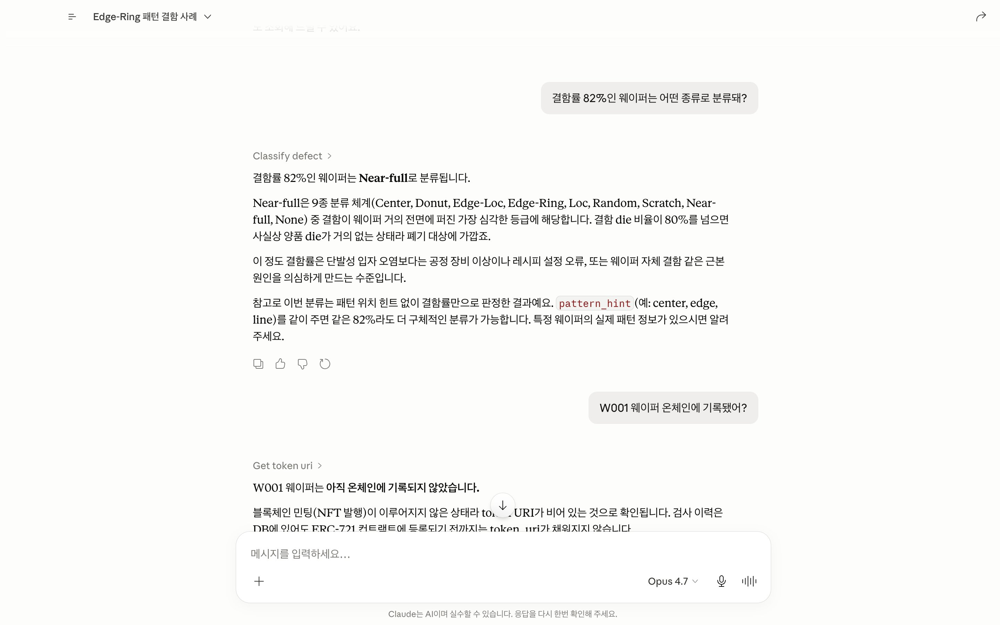 Edge-Ring 패턴 결함 사례
도 조회해 드릴 수 있어요.
결함률 82%인 웨이퍼는 어떤 종류로 분류돼?
Classify defect
결함률 82%인 웨이퍼는 Near-full로 분류됩니다.
Near-full은 9종 분류 체계(Center, Donut, Edge-Loc, Edge-Ring, Loc, Random, Scratch, Near-
full, None) 중 결함이 웨이퍼 거의 전면에 퍼진 가장 심각한 등급에 해당합니다. 결함 die 비율이 80%를 넘으면
사실상 양품 die가 거의 없는 상태라 폐기 대상에 가깝죠.
이 정도 결함률은 단발성 입자 오염보다는 공정 장비 이상이나 레시피 설정 오류, 또는 웨이퍼 자체 결함 같은 근본
원인을 의심하게 만드는 수준입니다.
참고로 이번 분류는 패턴 위치 힌트 없이 결함률만으로 판정한 결과예요. pattern_hint(예: center, edge,
line)를 같이 주면 같은 82%라도 더 구체적인 분류가 가능합니다. 특정 웨이퍼의 실제 패턴 정보가 있으시면 알려
주세요.
W001 웨이퍼 온체인에 기록됐어?
Get token uri
W001 웨이퍼는 아직 온체인에 기록되지 않았습니다.
블록체인 민팅(NFT 발행)이 이루어지지 않은 상태라 URI가 비어 있는 것으로 확인됩니다. 검사 이력은
DB에 있어도 ERC-721 컨트랙트에 등록되기 전까지는 token_uri가 채워지지 않습니다
메시지를 입력하세요...
Opus 4.7
Claude는 AI이며 실수할 수 있습니다. 응답을 다시 한번 확인해 주세요.